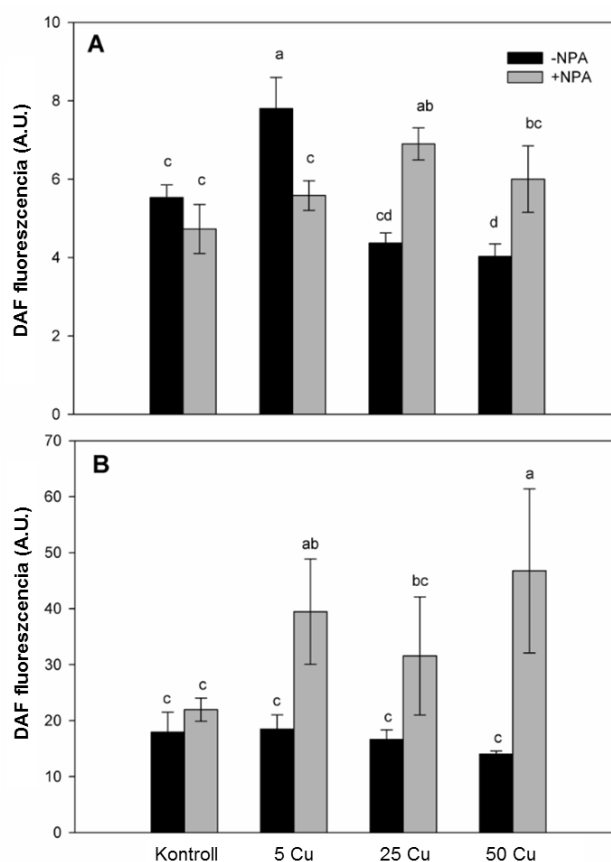 10
A
-NPA
+NPA
a
8
ab
bc
c
c
c
6
cd
d
4
2
0
DAF fluoreszcencia (A.U.)
70
B
a
60
50
ab
bc
40
30
c
c
c
c
c
20
10
0
DAF fluoreszcencia (A.U.)
Kontroll
5 Cu
25 Cu
50 Cu